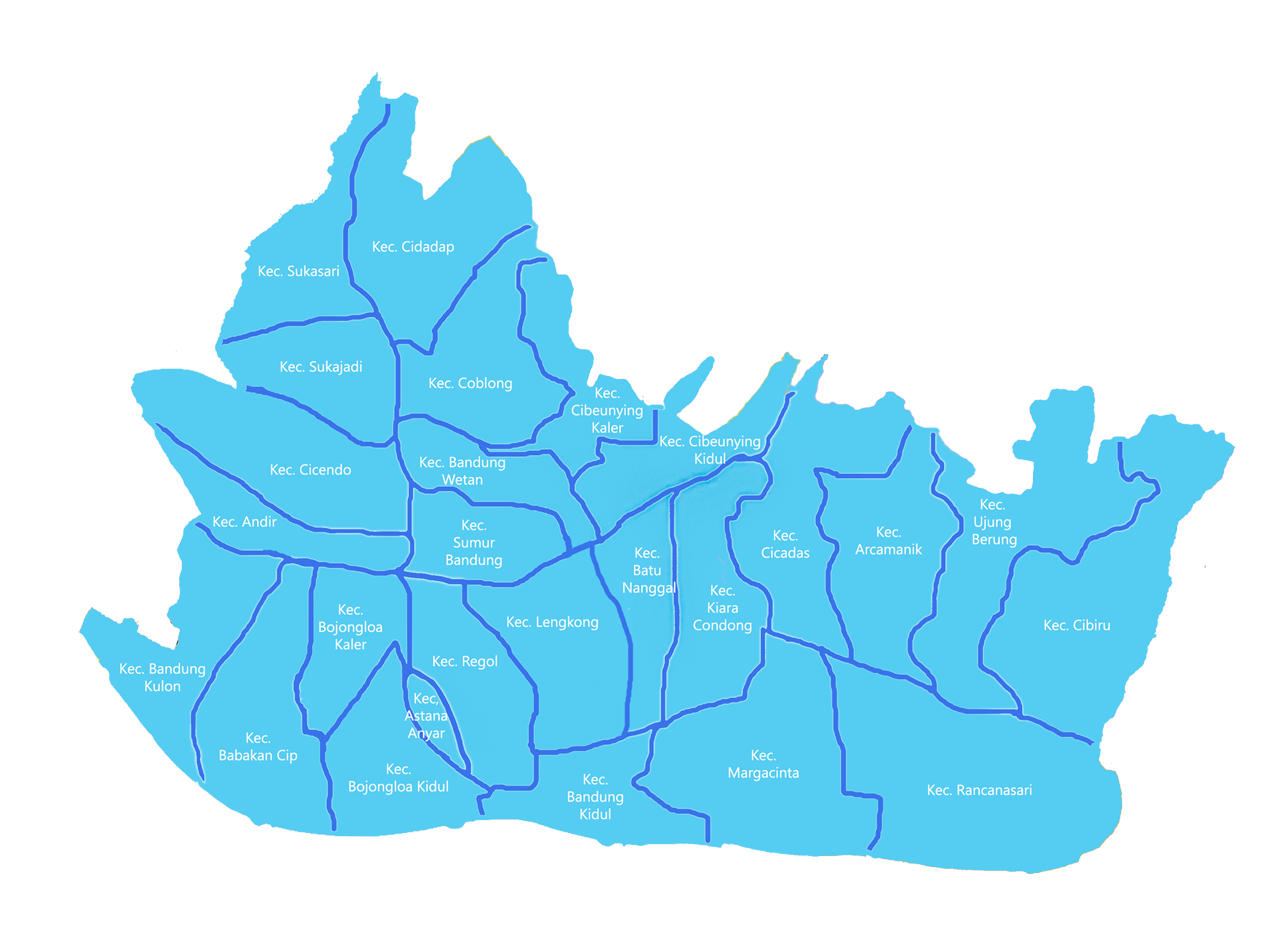 Kec. Cidadap
Kec. Sukasari
Kec. Sukajadi
Kec. Coblong
Kec.
Cibeunying
Kaler
Kec. Cibeunying
Kidul
Kec. Cicendo
Kec. Bandung
Wetan
Kec. Andir
Kec.
Sumur
Bandung
Kec.
Batu
Nanggal
Kec.
Cicadas
Kec.
Arcamanik
Kec.
Ujung
Berung
Kec.
Bojongloa
Kaler
Kec. Lengkong
Kec.
Kiara
Condong
Kec. Cibiru
Kec. Bandung
Kulon
Kec. Regol
Kec,
Astana
Anyar
Kec.
Babakan Cip
Kec.
Bojongloa Kidul
Kec.
Bandung
Kidul
Kec.
Margacinta
Kec. Rancanasari